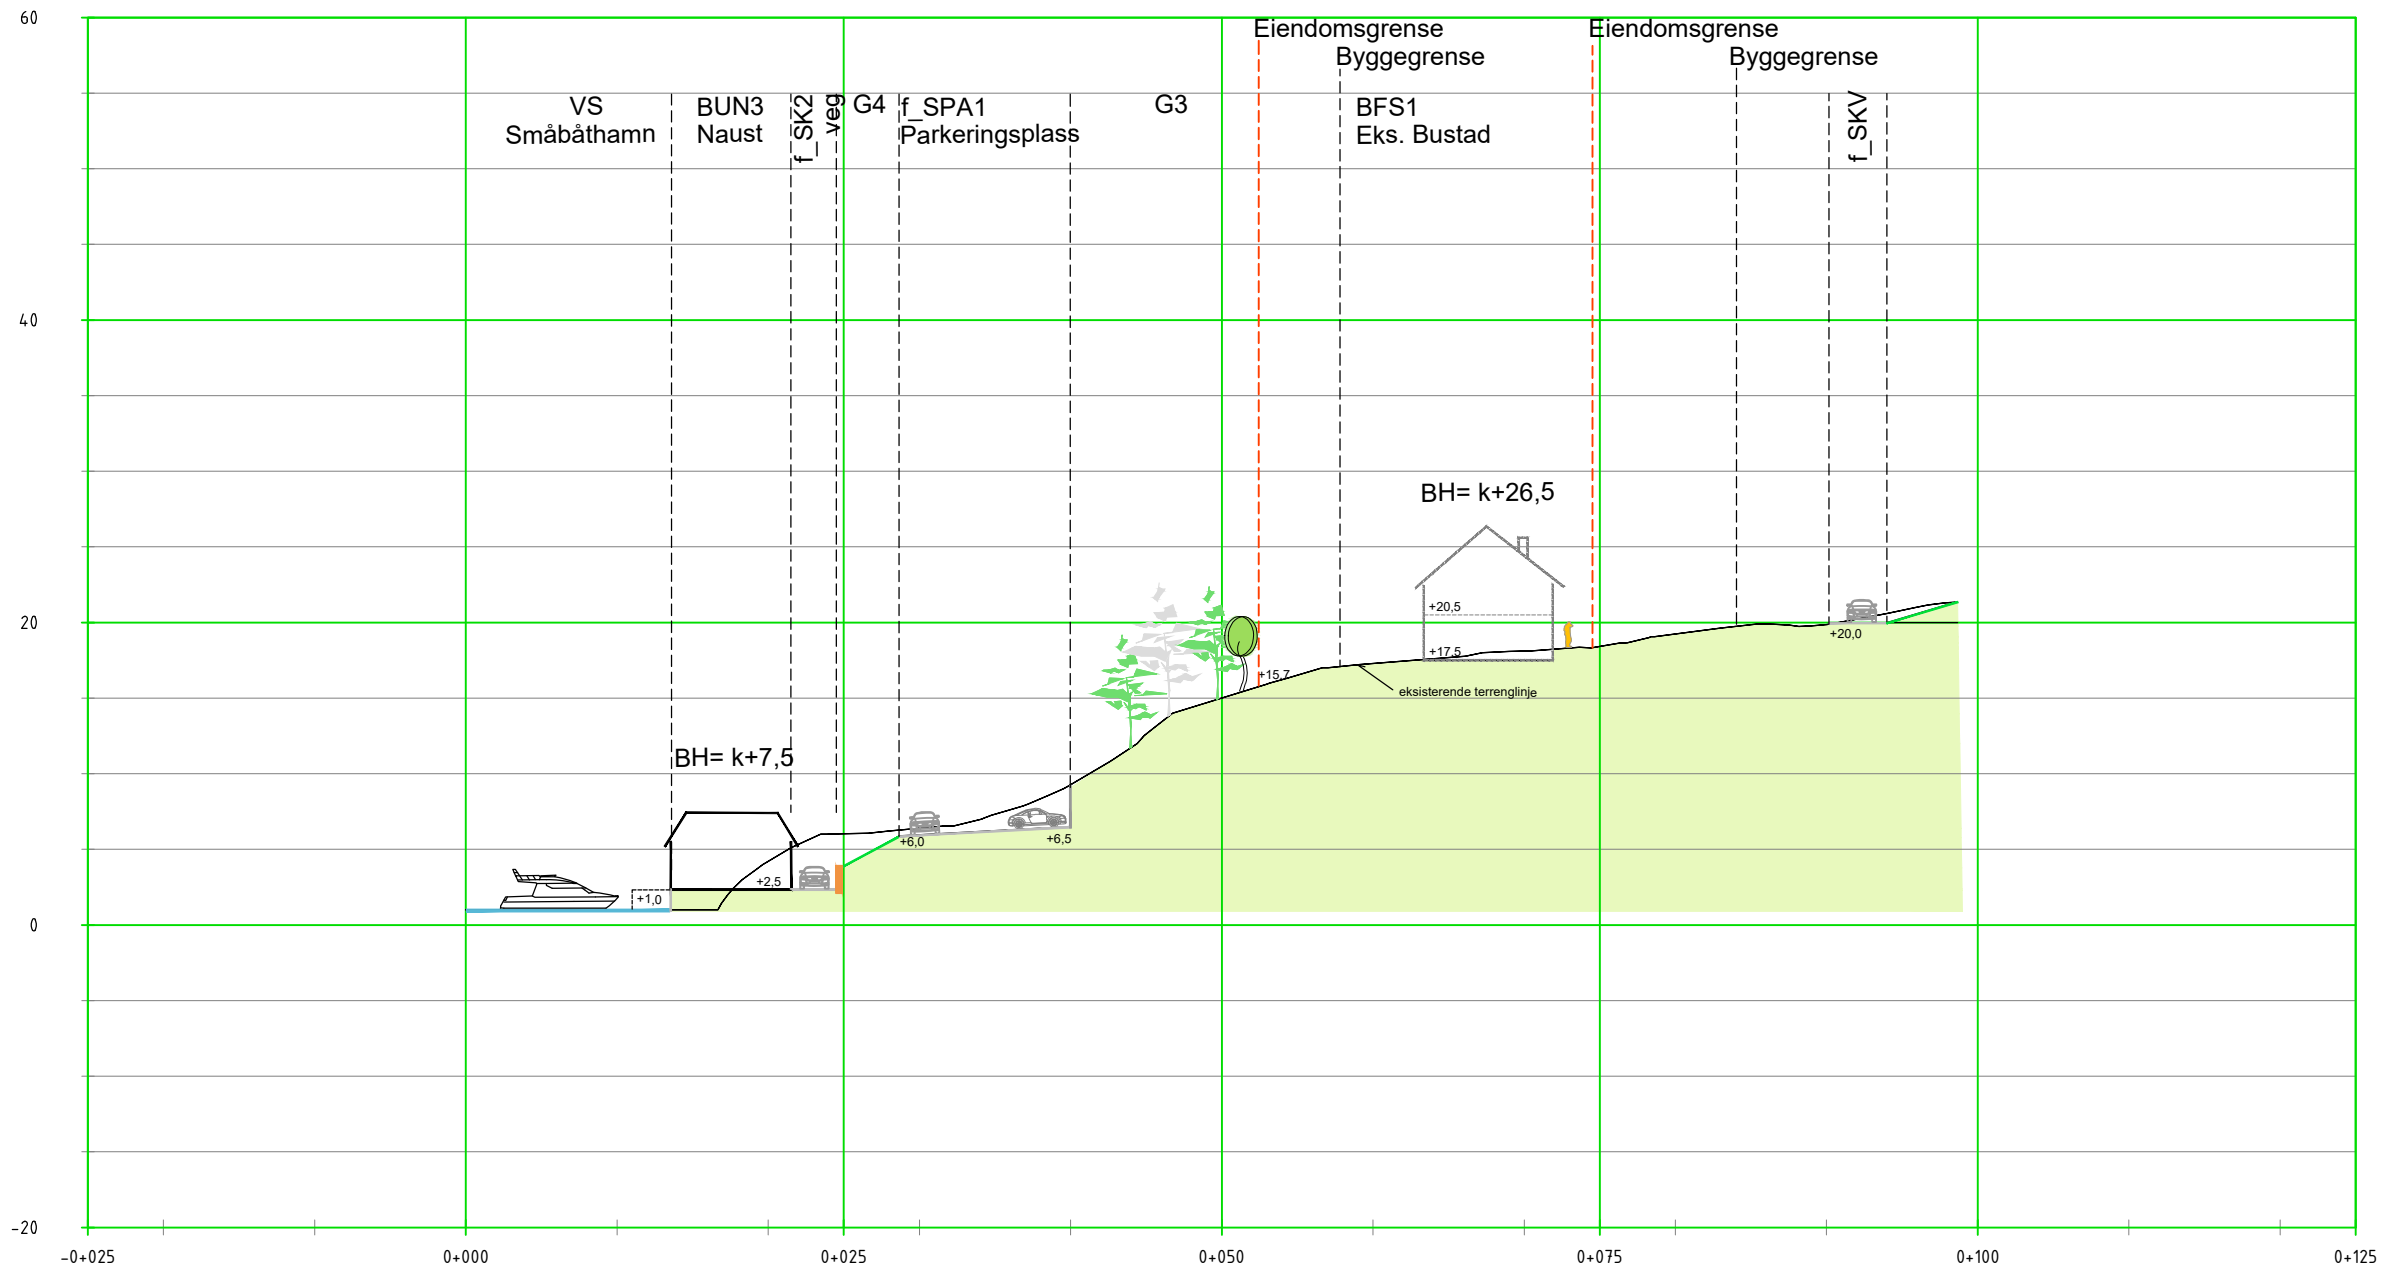 60
Eiendomsgrense
Eiendomsgrense
Byggegrense
Byggegrense
VS
Småbåthamn
BUN3
Naust
f_SK2
veg
G4
f_SPA1
Parkeringsplass
G3
BFS1
Eks. Bustad
f_SKV
40
BH= k+26,5
20
+20,5
+17,5
+20,0
+15,7
eksisterende terrenglinje
BH= k+7,5
+6,0
+6,5
+2,5
+1,0
0
-20
-0+025
0+000
0+025
0+050
0+075
0+100
0+125